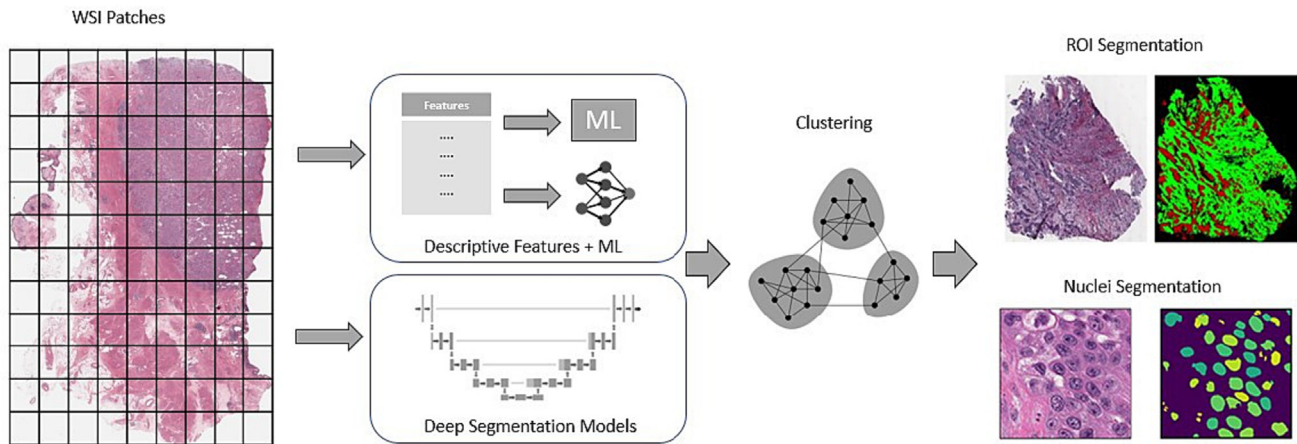 WSI Patches
Features
....
....
....
....
ML
Descriptive Features + ML
Deep Segmentation Models
Clustering
ROI Segmentation
Nuclei Segmentation